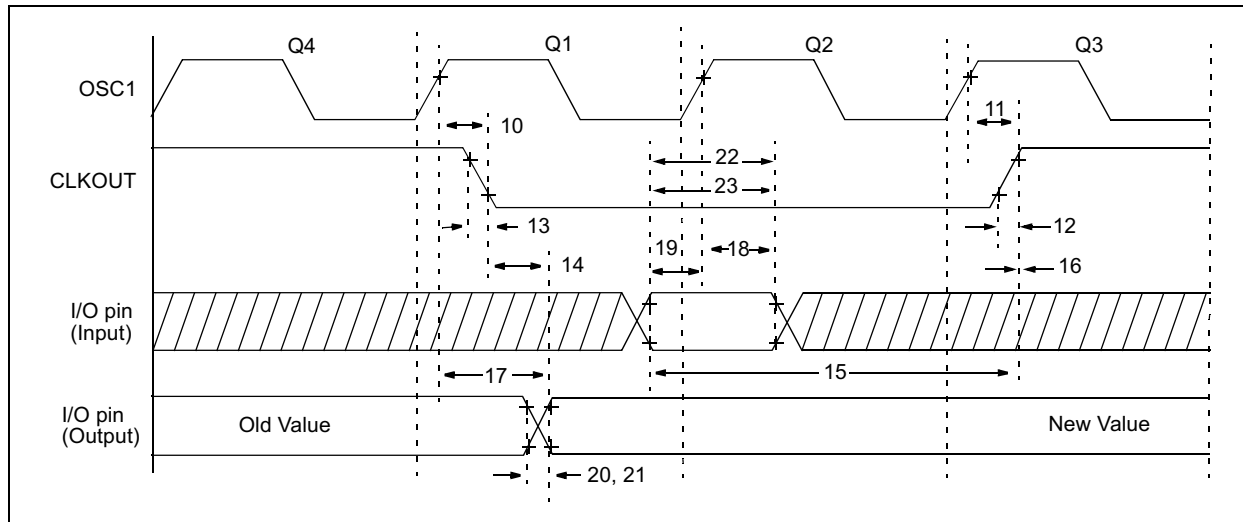 Q4 Q1 Q2 Q3
OSC1
10 11
22
CLKOUT
23
13 12
19 18
14 16
I/O pin
(Input)
17 15
I/O pin
(Output)
Old Value New Value
20, 21